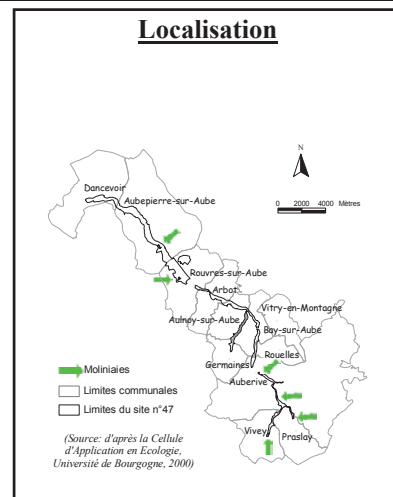 Localisation
N
0 2000 4000 Mètres
Dancevoir
Aubepierre-sur-Aube
Rouvres-sur-Aube
Arbot
Vitry-en-Montagne
Aulnoy-sur-Aube
Bay-sur-Aube
Germaines
Rouelles
Auberive
Vivey
Praslay
Moliniaies
Limites communales
Limites du site n°47
(Source: d'après la Cellule
d'Application en Ecologie,
Université de Bourgogne, 2000)